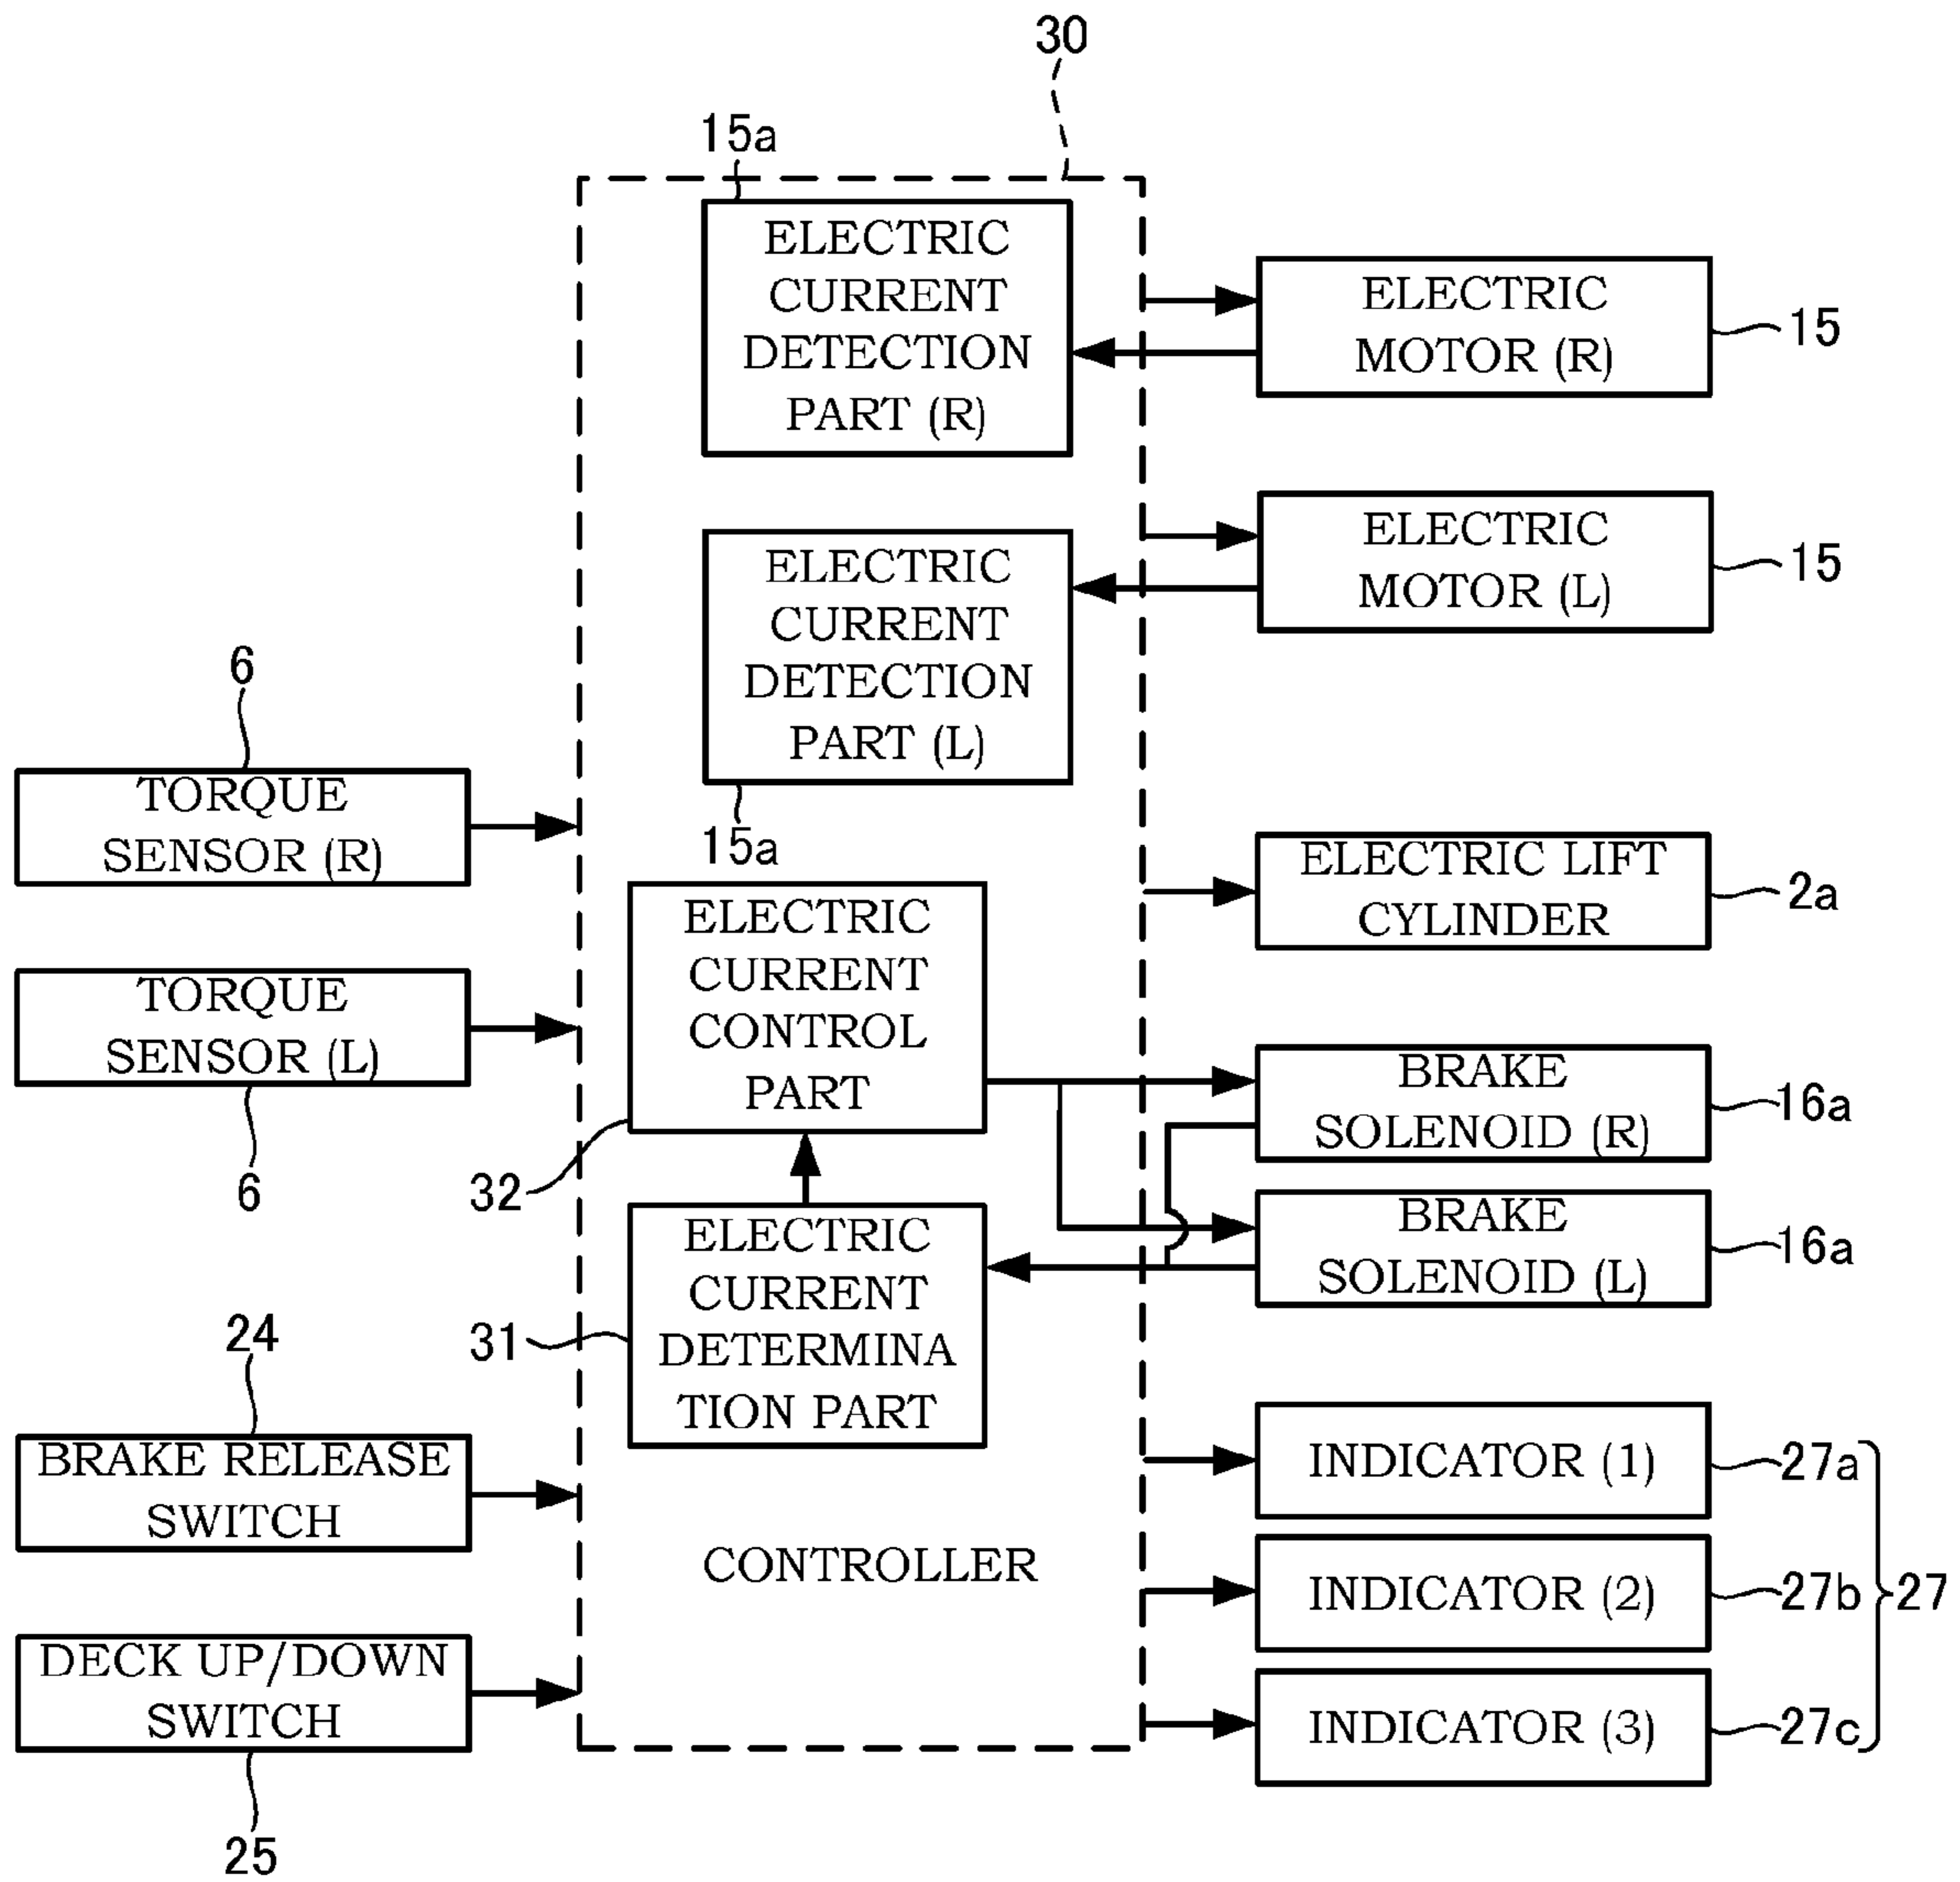 30
15a
ELECTRIC
CURRENT
DETECTION
PART (R)
ELECTRIC
MOTOR (R)
15
ELECTRIC
CURRENT
DETECTION
PART (L)
15a
ELECTRIC
MOTOR (L)
15
6
TORQUE
SENSOR (R)
TORQUE
SENSOR (L)
6
ELECTRIC LIFT
CYLINDER
2a
ELECTRIC
CURRENT
CONTROL
PART
32
BRAKE
SOLENOID (R)
16a
BRAKE
SOLENOID (L)
16a
ELECTRIC
CURRENT
DETERMINA
TION PART
31
24
BRAKE RELEASE
SWITCH
DECK UP/DOWN
SWITCH
25
CONTROLLER
INDICATOR (1)
27a
INDICATOR (2)
27b
27
INDICATOR (3)
27c